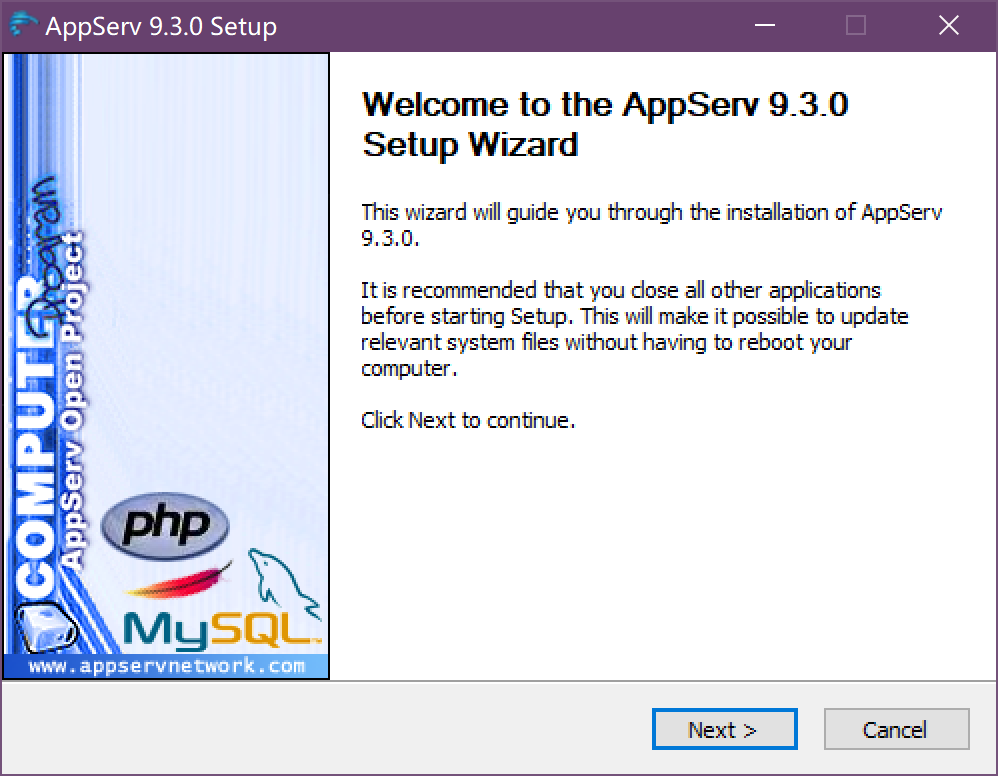 AppServ 9.3.0 Setup
Welcome to the AppServ 9.3.0
Setup Wizard
This wizard will guide you through the installation of AppServ
9.3.0.
It is recommended that you close all other applications
before starting Setup. This will make it possible to update
relevant system files without having to reboot your
computer.
Click Next to continue.
COMPUTER
Program
AppServ Open Project
php
MySQL™
www.appservnetwork.com
Next >
Cancel